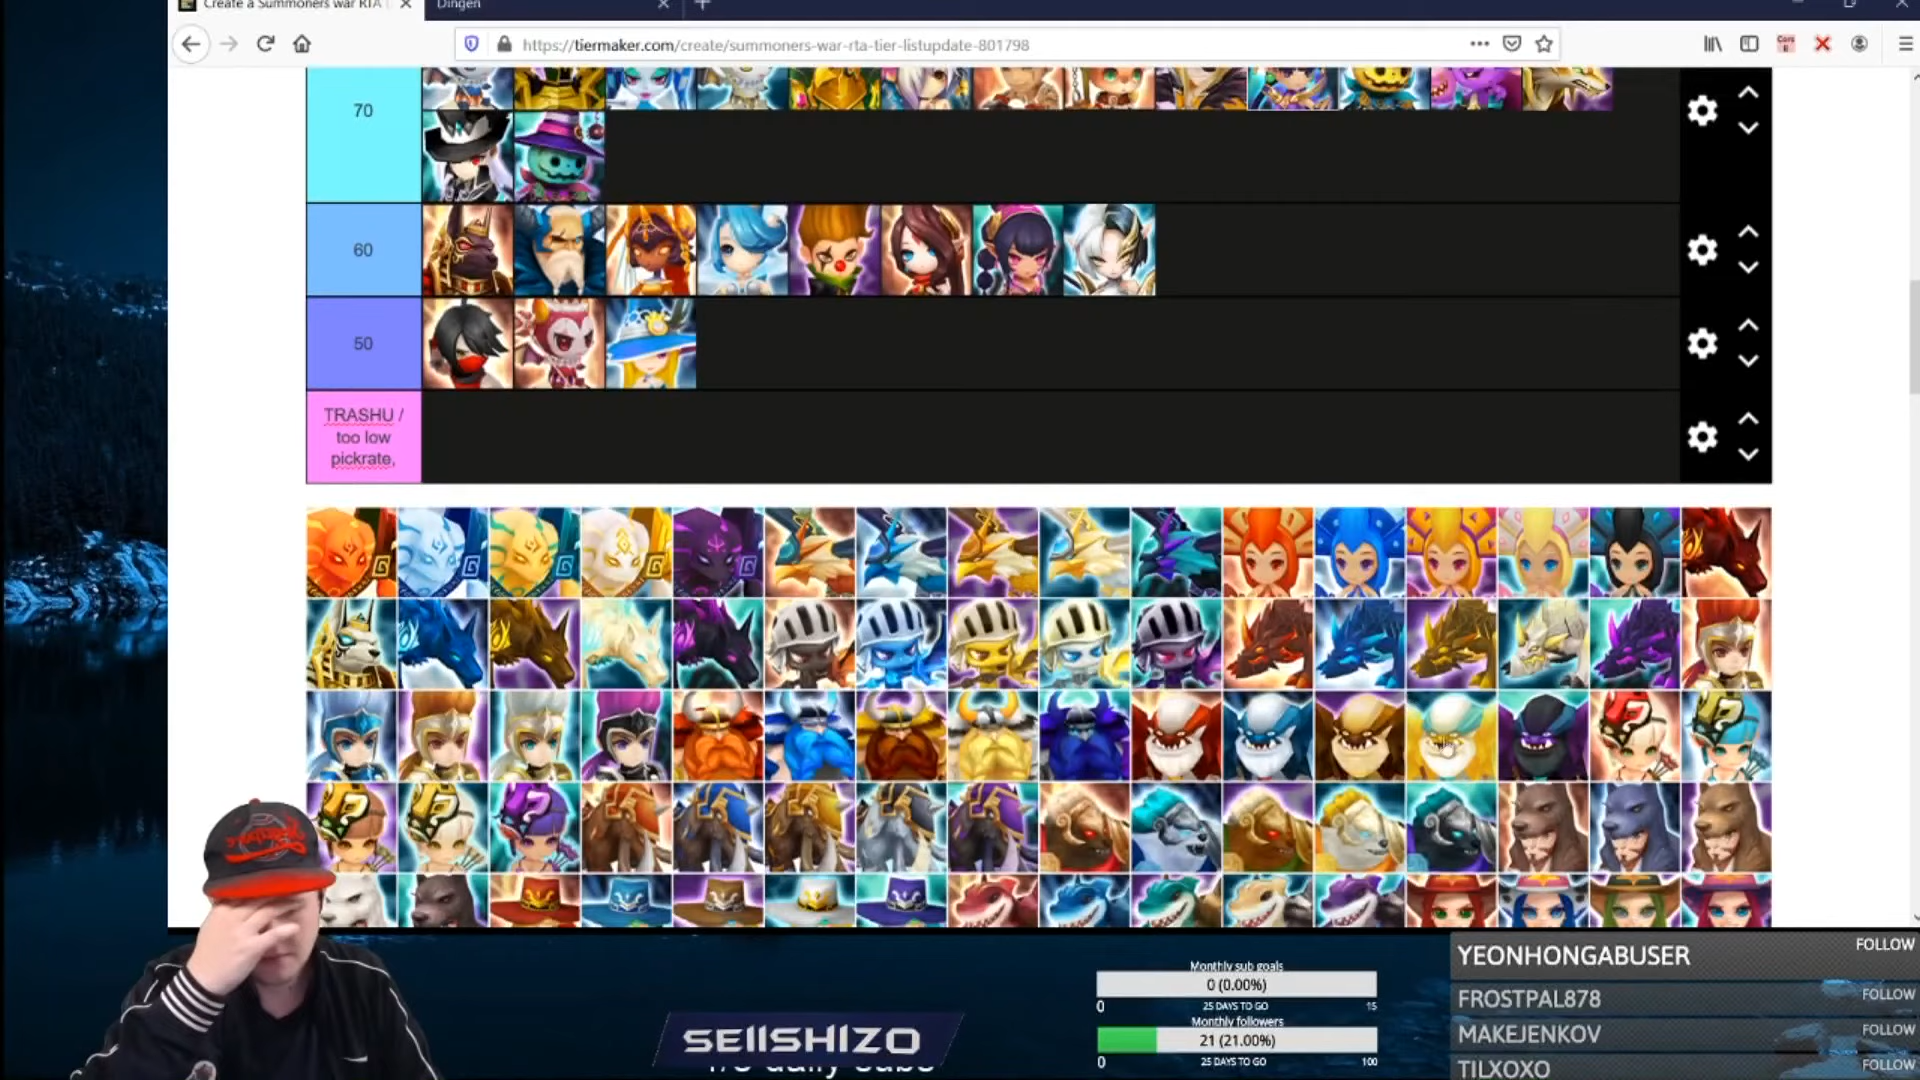 Create a Summoners war RTA
Dingen
https://tiermaker.com/create/summoners-war-rta-tier-listupdate-801798
70
60
50
TRASHU /
too low
pickrate,
Monthly sub goals
0 (0.00%)
0 25 DAYS TO GO 15
Monthly followers
21 (21.00%)
0 25 DAYS TO GO 100
SEIISHIZO
YEONHONGABUSER FOLLOW
FROSTPAL878 FOLLOW
MAKEJENKOV FOLLOW
TILXOXO FOLLOW